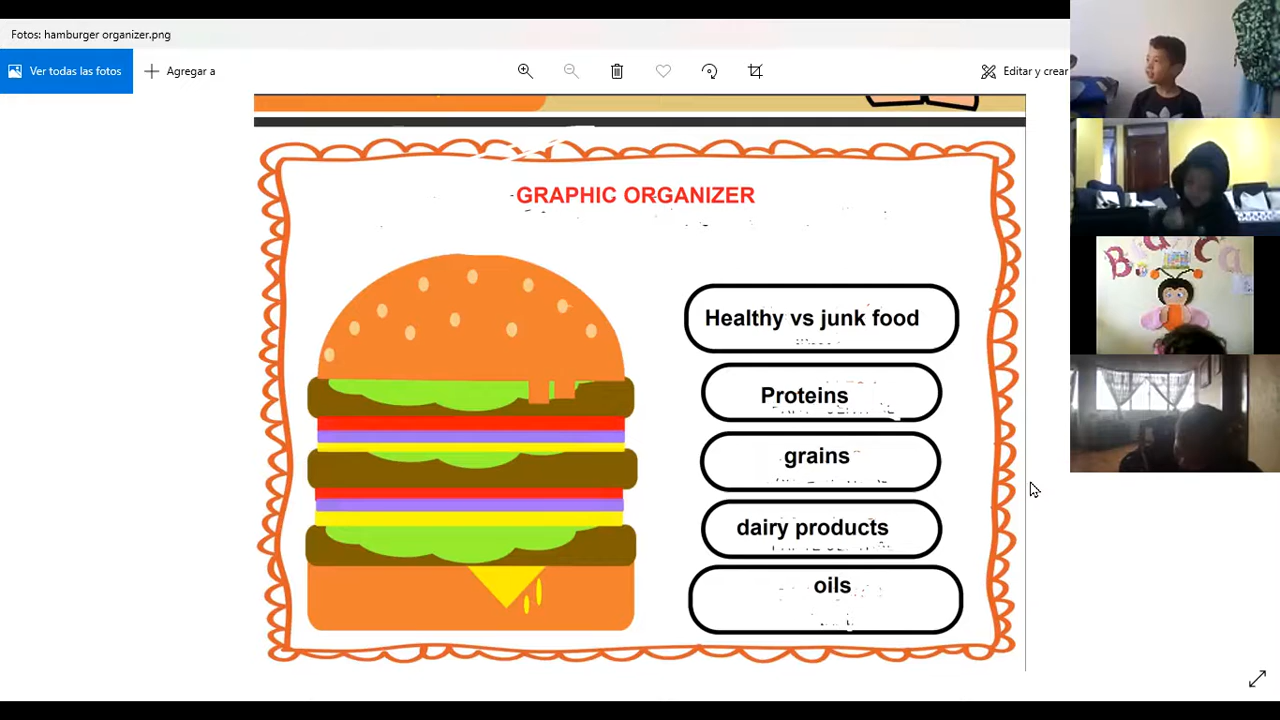 Fotos: hamburger organizer.png
Ver todas las fotos
Agregar a
Editar y crear
GRAPHIC ORGANIZER
Healthy vs junk food
Proteins
grains
dairy products
oils